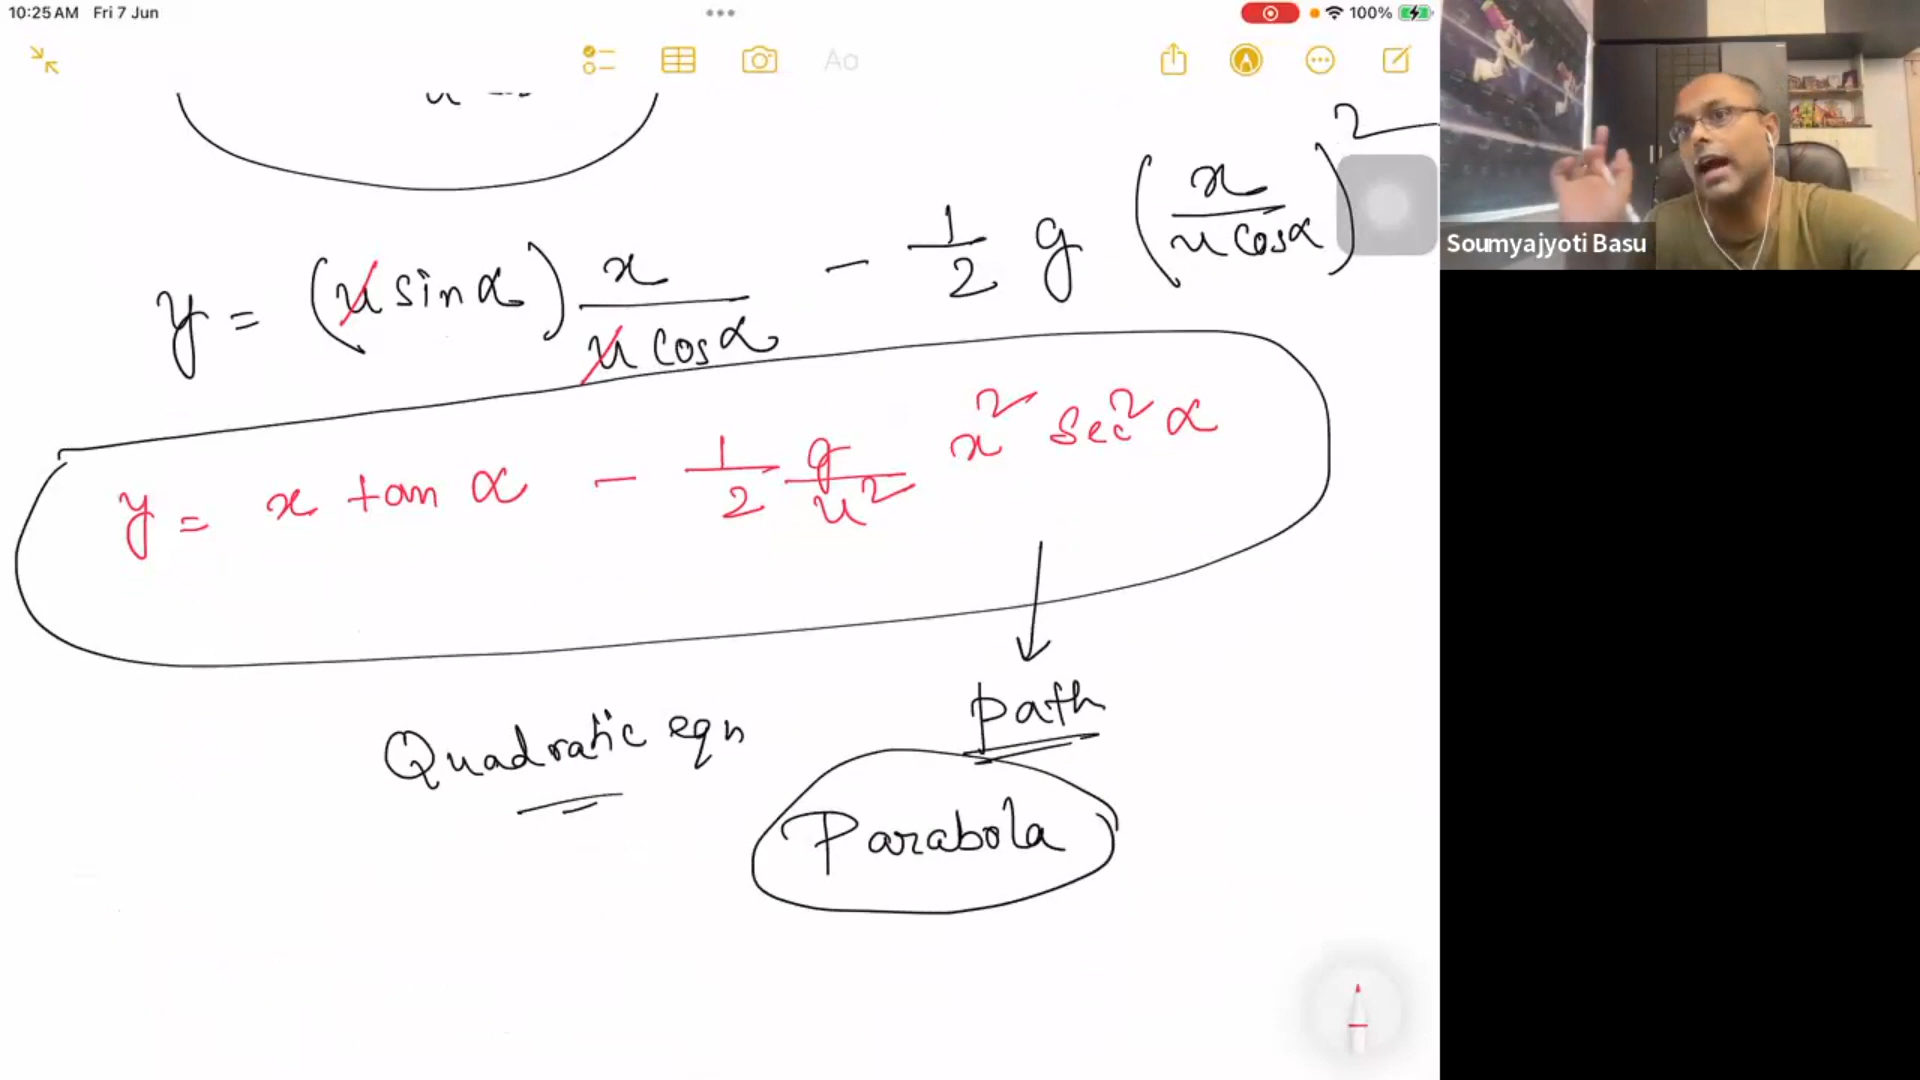 10:25 AM Fri 7 Jun
100%
Aa
y = (u sin α) x / u cos α − 1/2 g (x / u cos α)²
y = x tan α − 1/2 g/u² x² sec² α
path
Quadratic eqn
Parabola
Soumyajyoti Basu